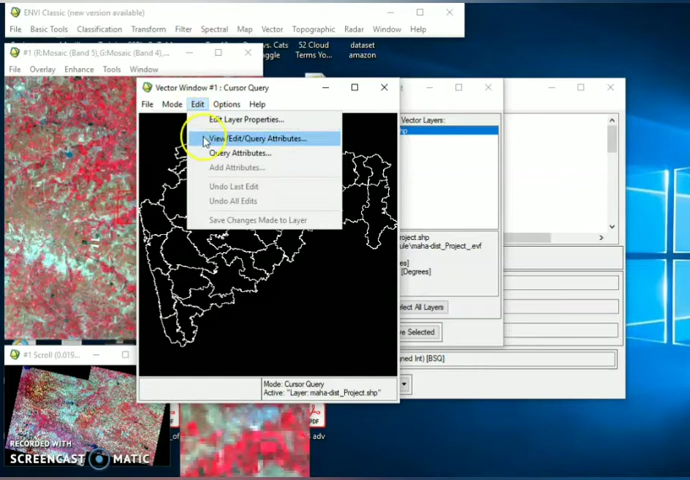 ENVI Classic (new version available)
File Basic Tools Classification Transform Filter Spectral Map Vector Topographic Radar Window Help
#1 (R:Mosaic (Band 5),G:Mosaic (Band 4),...
vs. Cats
S2 Cloud
dataset
Terms Yo...
amazon
File Overlay Enhance Tools Window
Vector Window #1 : Cursor Query
File Mode Edit Options Help
Edit Layer Properties...
View/Edit/Query Attributes...
Query Attributes...
Add Attributes...
Undo Last Edit
Undo All Edits
Save Changes Made to Layer
Vector Layers:
roject.shp
ule\maha-dist_Project_.evf
es]
[Degrees]
elect All Layers
ve Selected
gned Int) [BSQ]
Mode: Cursor Query
Active: "Layer: maha-dist_Project.shp"
#1 Scroll (0.015...
adv
RECORDED WITH
SCREENCAST MATIC